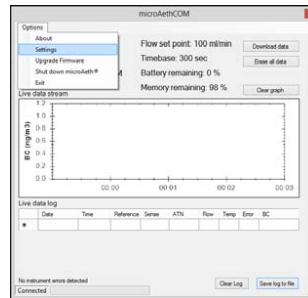 microAethCOM
Options
About
Settings
Upgrade Firmware
Shut down microAeth®
Exit
M
Flow set point: 100 ml/min
Timebase: 300 sec
Battery remaining: 0 %
Memory remaining: 98 %
Download data
Erase all data
Clear graph
Live data stream
BC (ng/m3)
1.2
1.0
0.8
0.6
0.4
0.2
0.0
00:00 00:01 00:02 00:03
Live data log
Date Time Reference Sense ATN Flow Temp Error BC
*
No instrument errors detected
Connected
Clear Log
Save log to file